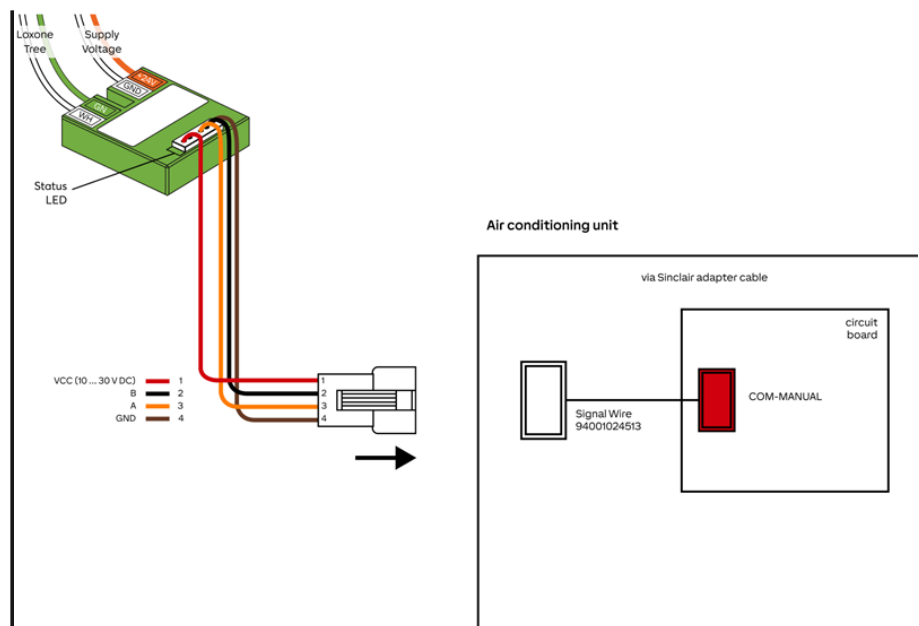 Loxone
Tree
Supply
Voltage
+24V
GND
GN
WH
Status
LED
Air conditioning unit
via Sinclair adapter cable
circuit
board
VCC (10 ... 30 V DC) 1
B 2
A 3
GND 4
1
2
3
4
Signal Wire
94001024513
COM-MANUAL